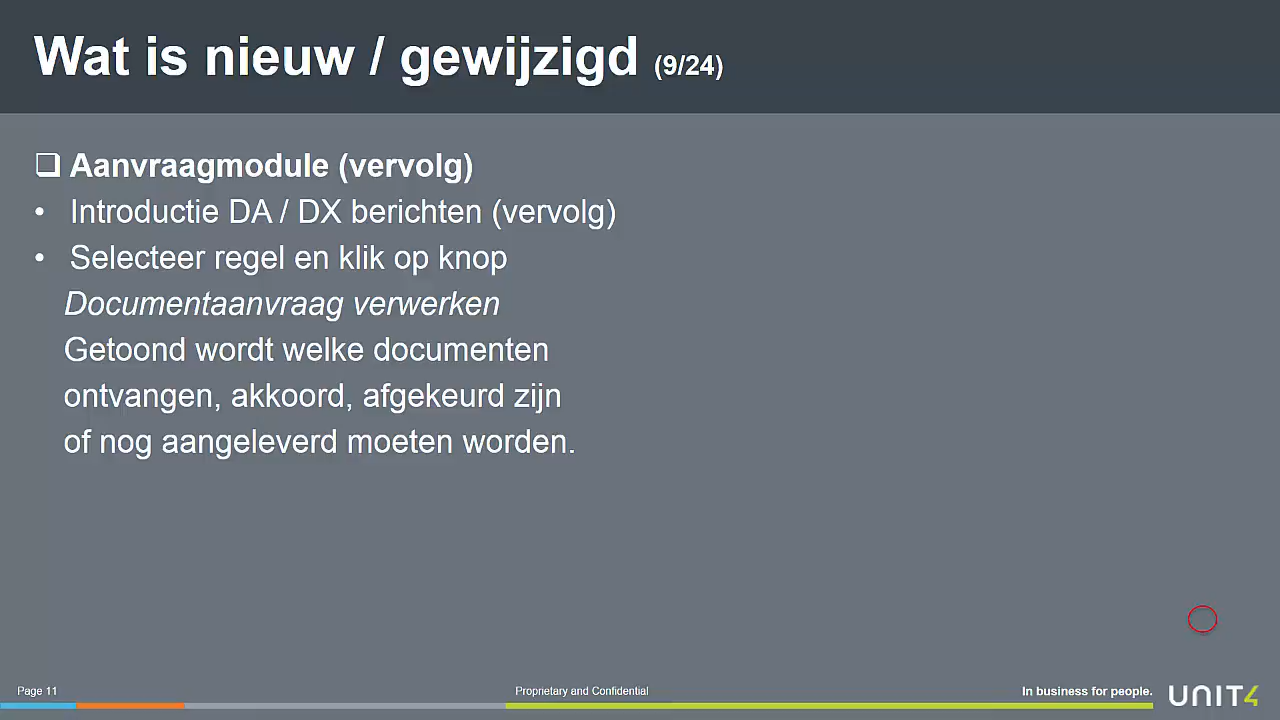 Wat is nieuw / gewijzigd (9/24)
❑ Aanvraagmodule (vervolg)
• Introductie DA / DX berichten (vervolg)
• Selecteer regel en klik op knop
Documentaanvraag verwerken
Getoond wordt welke documenten
ontvangen, akkoord, afgekeurd zijn
of nog aangeleverd moeten worden.
Page 11
Proprietary and Confidential
In business for people.
UNIT4